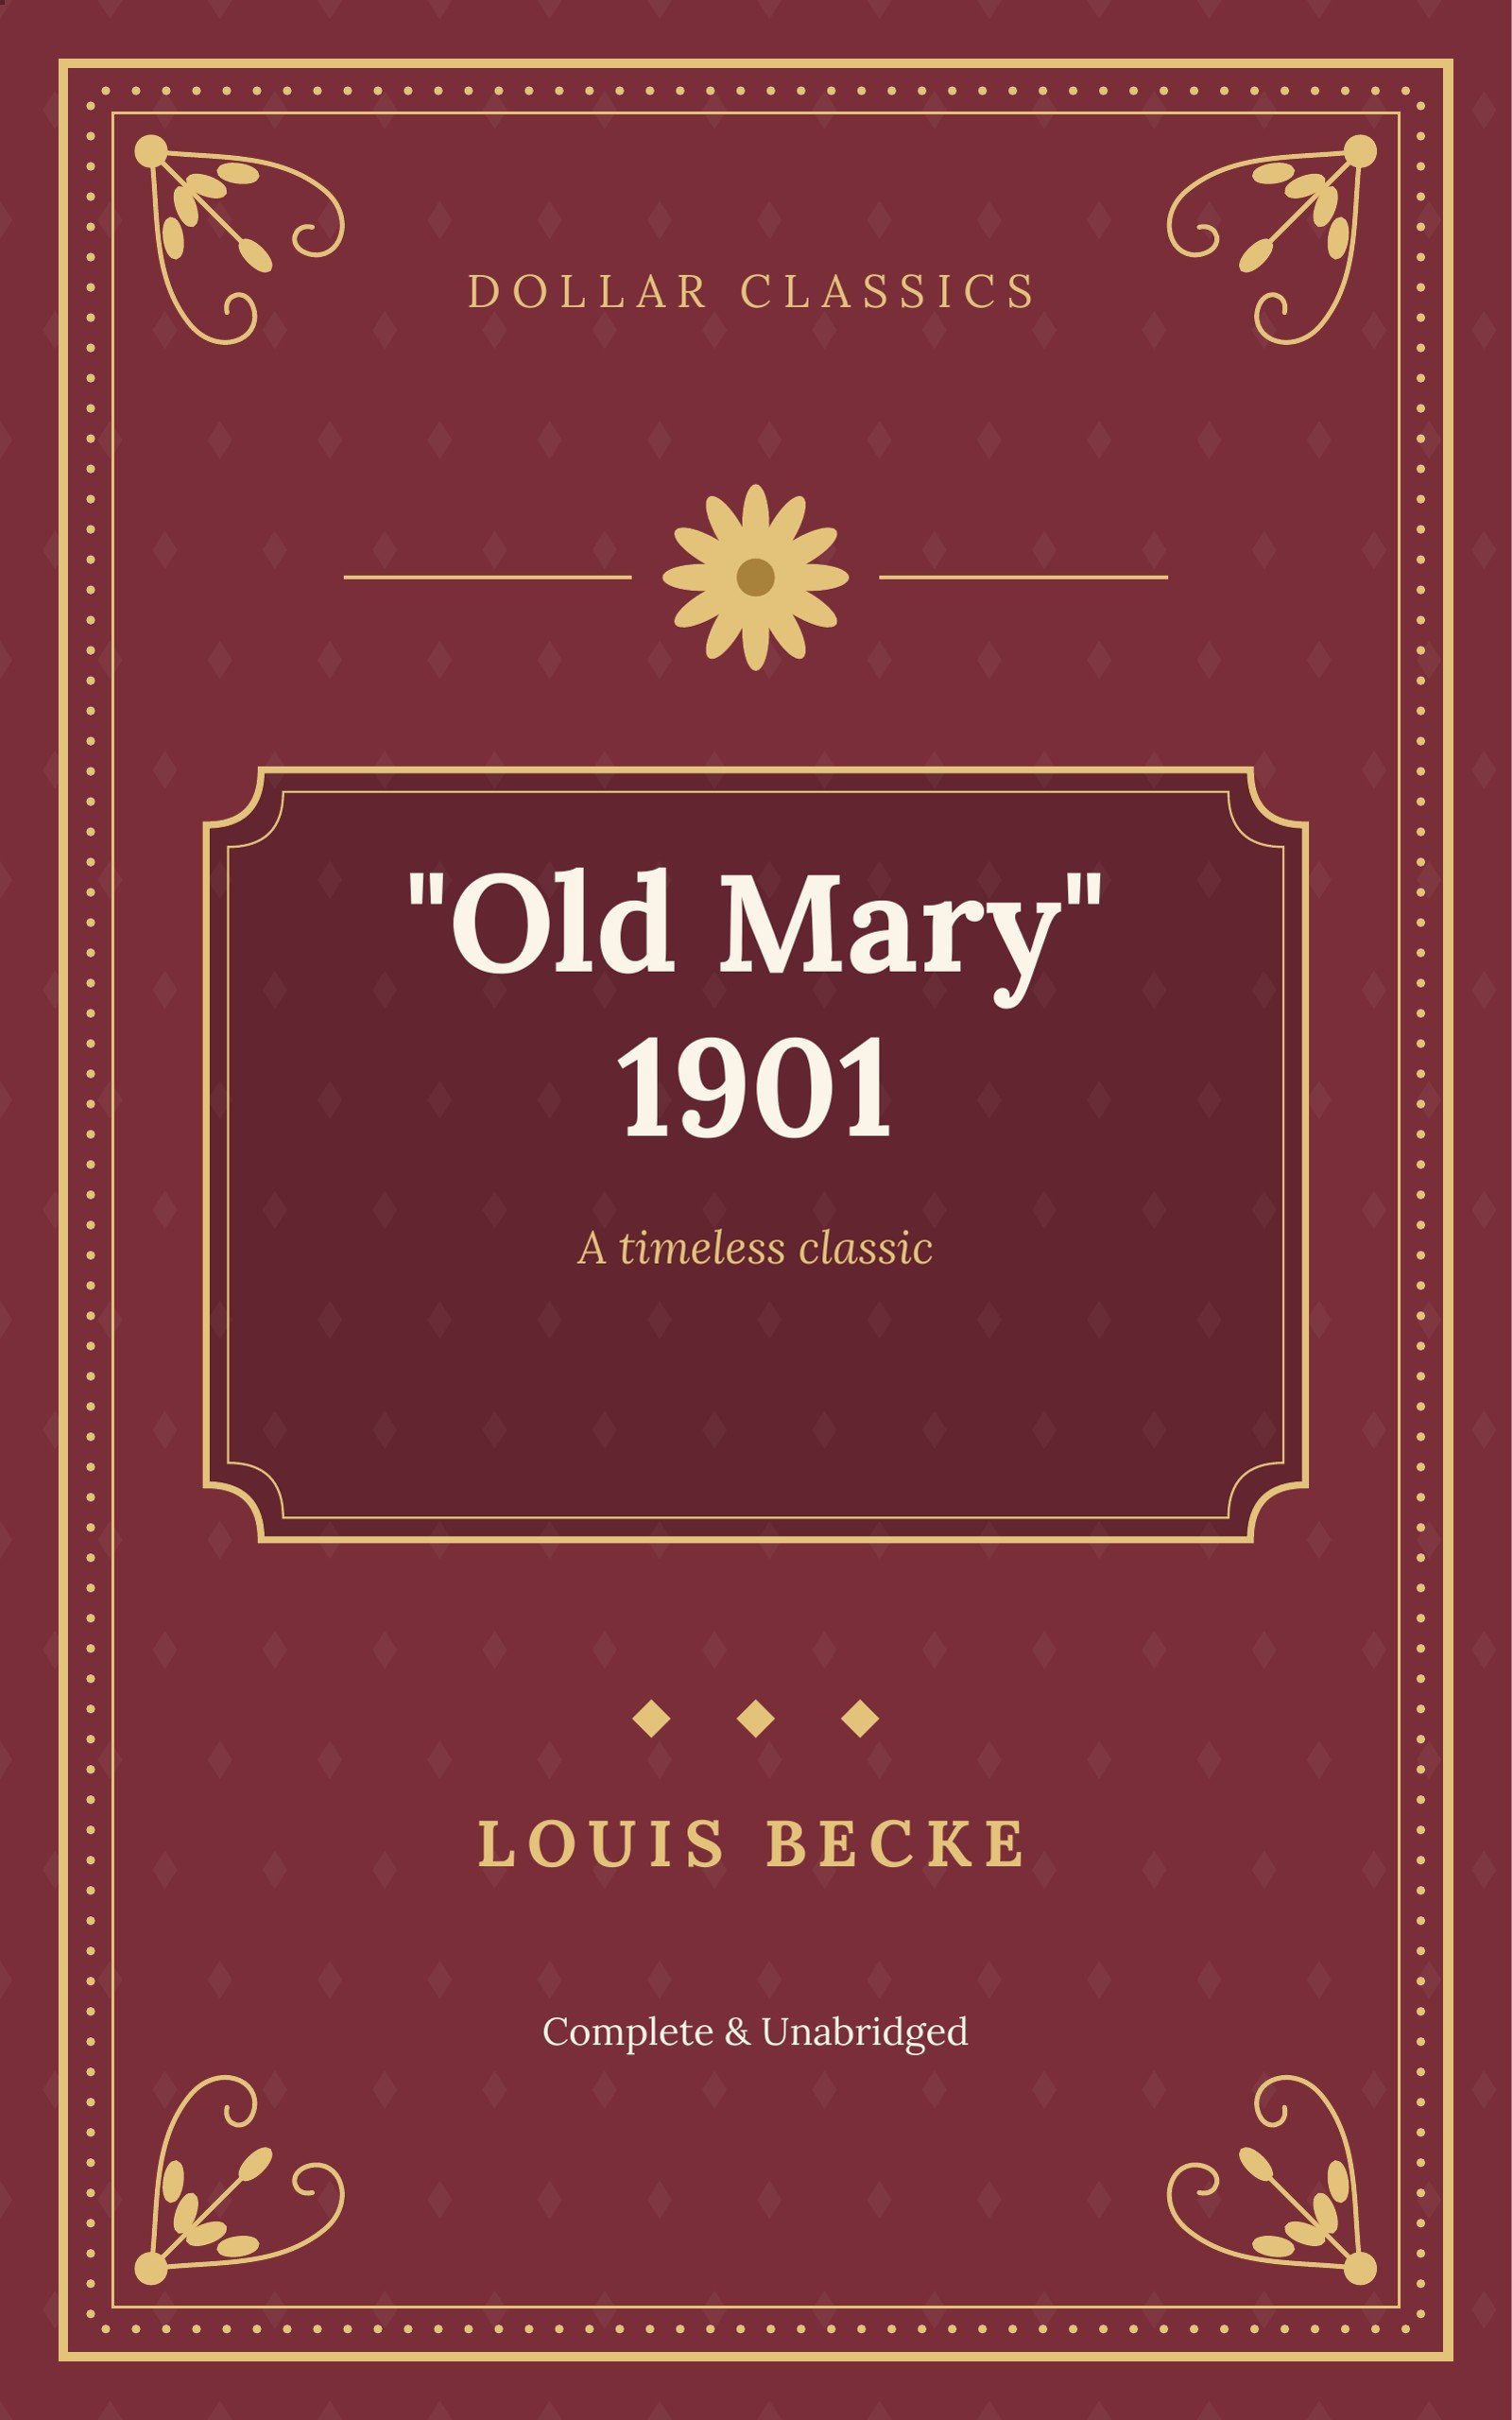 DOLLAR CLASSICS
"Old Mary"
1901
A timeless classic
LOUIS BECKE
Complete & Unabridged